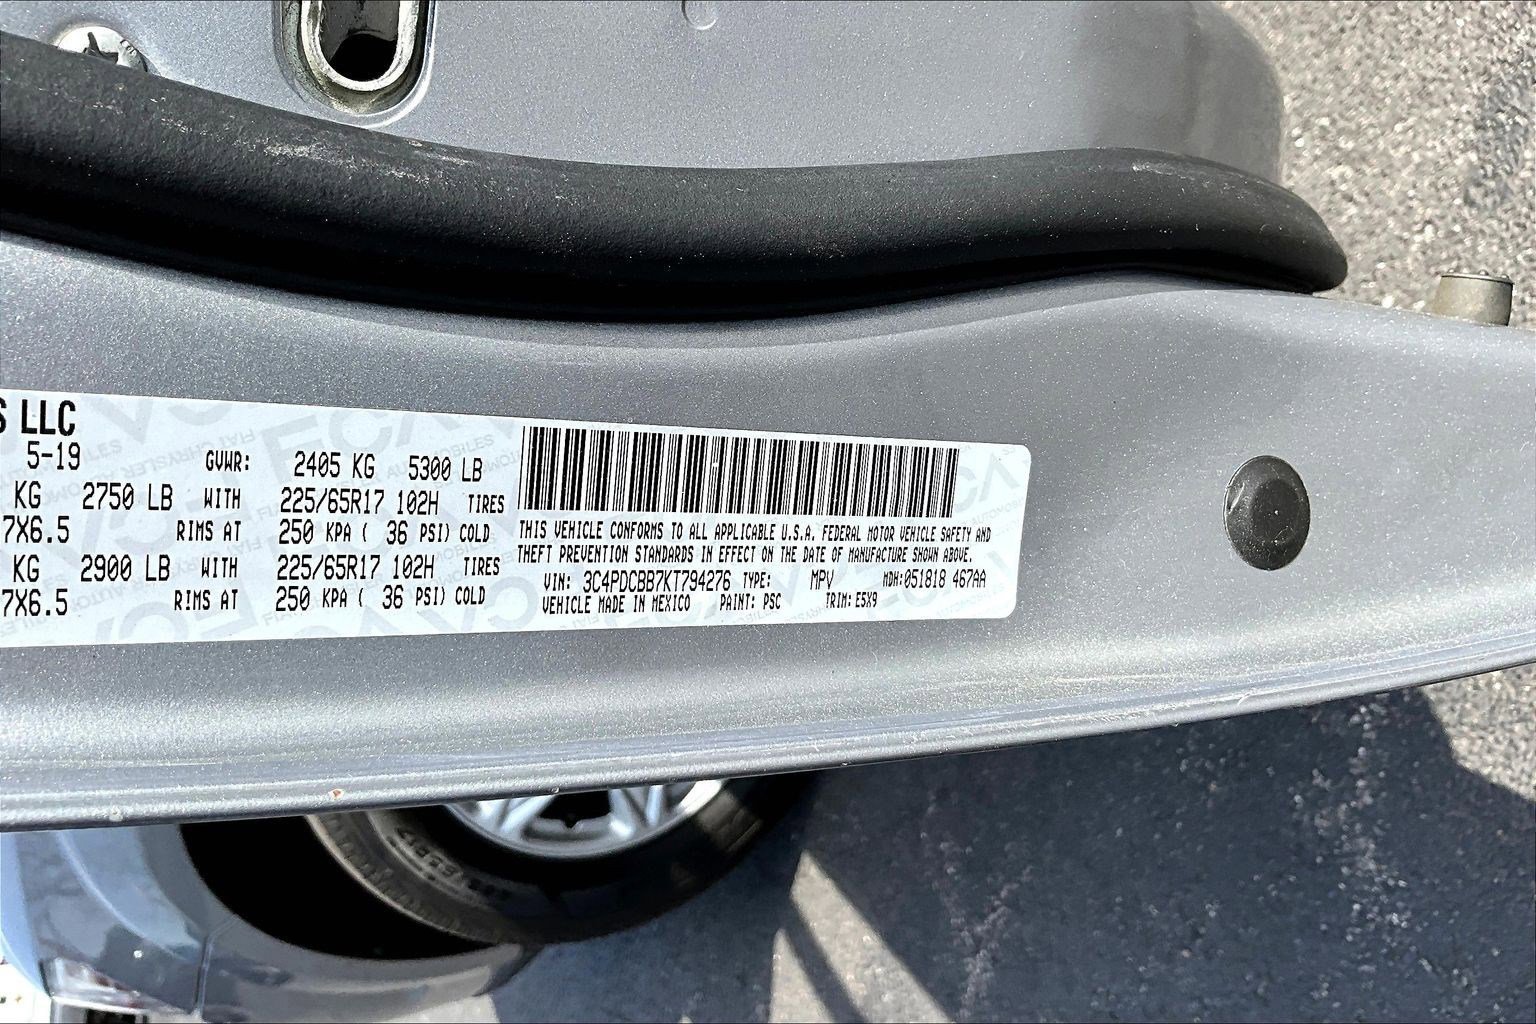 S LLC
5-19 GVWR: 2405 KG 5300 LB
KG 2750 LB WITH 225/65R17 102H TIRES
7X6.5 RIMS AT 250 KPA ( 36 PSI) COLD
KG 2900 LB WITH 225/65R17 102H TIRES
7X6.5 RIMS AT 250 KPA ( 36 PSI) COLD
THIS VEHICLE CONFORMS TO ALL APPLICABLE U.S.A. FEDERAL MOTOR VEHICLE SAFETY AND
THEFT PREVENTION STANDARDS IN EFFECT ON THE DATE OF MANUFACTURE SHOWN ABOVE.
VIN: 3C4PDCBB7KT794276 TYPE: MPV MDH:051818 467AA
VEHICLE MADE IN MEXICO PAINT: PSC TRIM: E5X9